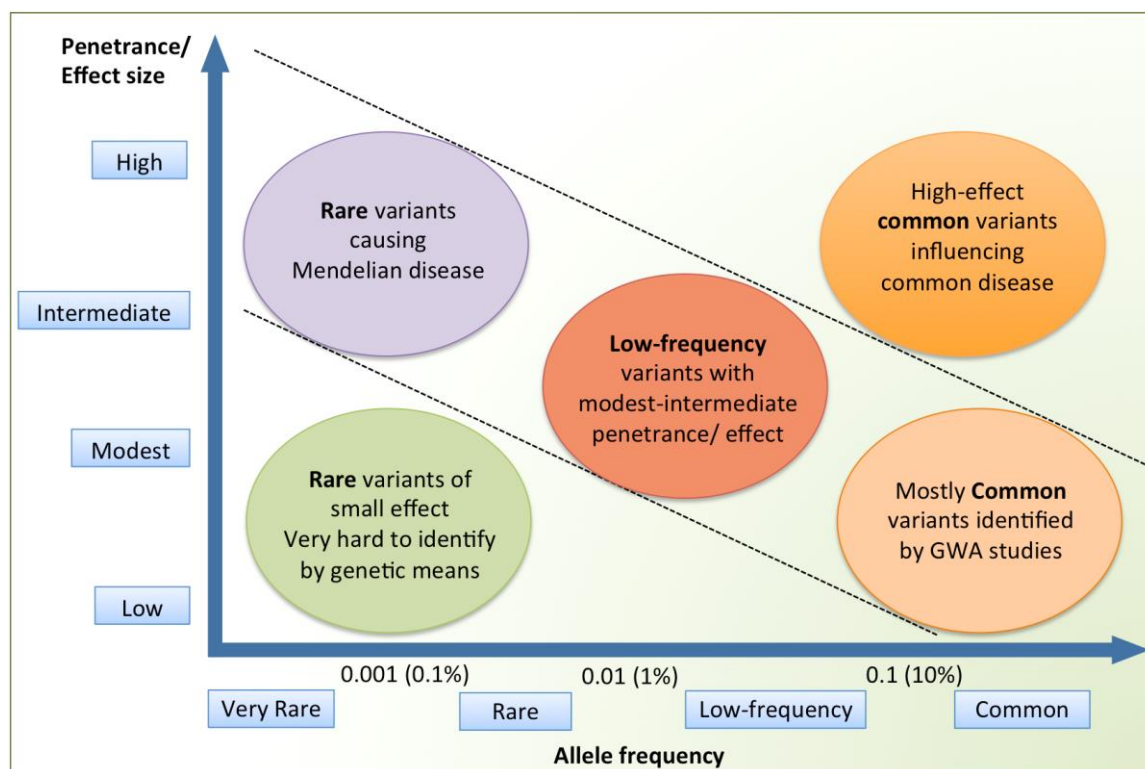 Penetrance/
Effect size
High
Intermediate
Modest
Low
Rare variants
causing
Mendelian disease
High-effect
common variants
influencing
common disease
Low-frequency
variants with
modest-intermediate
penetrance/ effect
Rare variants of
small effect
Very hard to identify
by genetic means
Mostly Common
variants identified
by GWA studies
0.001 (0.1%)
0.01 (1%)
0.1 (10%)
Very Rare
Rare
Low-frequency
Common
Allele frequency